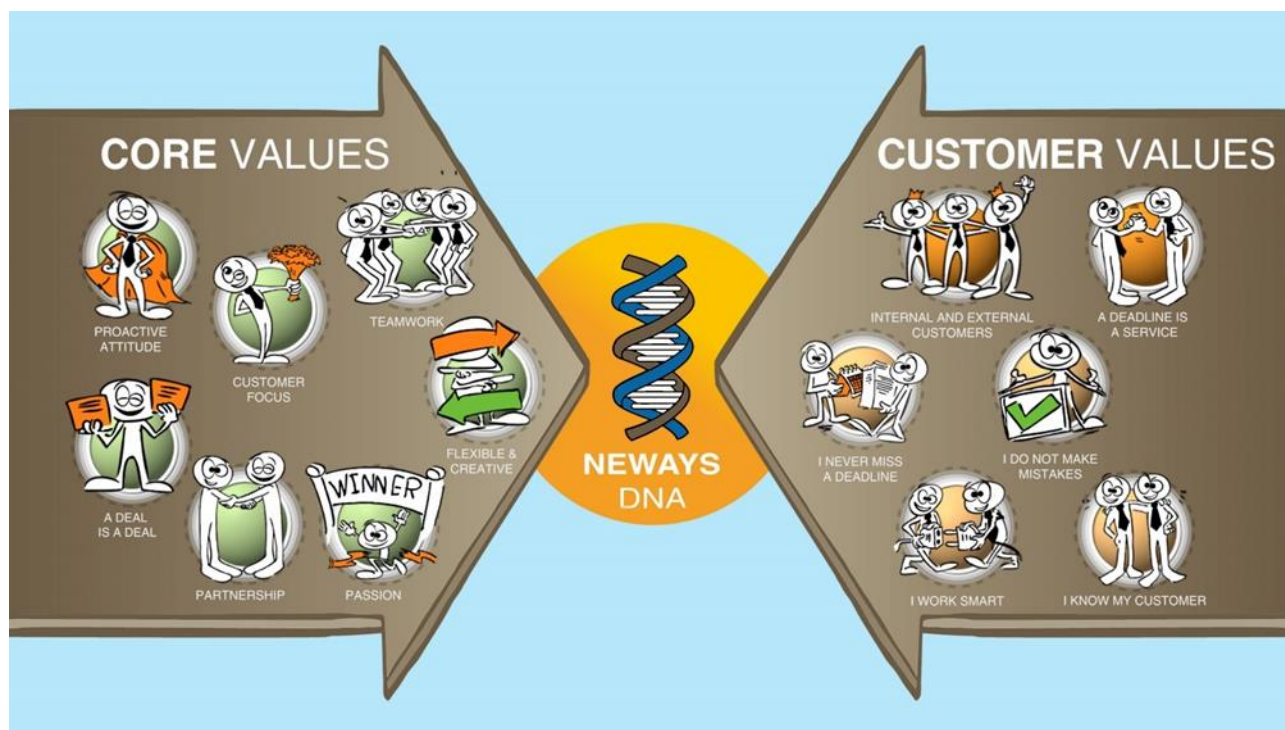 CORE VALUES
PROACTIVE
ATTITUDE
CUSTOMER
FOCUS
TEAMWORK
A DEAL
IS A DEAL
PARTNERSHIP
WINNER
PASSION
FLEXIBLE &
CREATIVE
NEWAYS
DNA
CUSTOMER VALUES
INTERNAL AND EXTERNAL
CUSTOMERS
A DEADLINE IS
A SERVICE
I NEVER MISS
A DEADLINE
I DO NOT MAKE
MISTAKES
I WORK SMART
I KNOW MY CUSTOMER